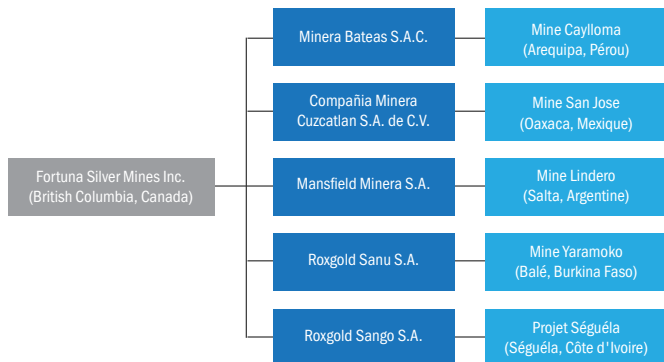 Minera Bateas S.A.C.
Mine Caylloma
(Arequipa, Pérou)
Compañia Minera
Cuzcatlan S.A. de C.V.
Mine San Jose
(Oaxaca, Mexique)
Fortuna Silver Mines Inc.
(British Columbia, Canada)
Mansfield Minera S.A.
Mine Lindero
(Salta, Argentine)
Roxgold Sanu S.A.
Mine Yaramoko
(Balé, Burkina Faso)
Roxgold Sango S.A.
Projet Séguéla
(Séguéla, Côte d'Ivoire)